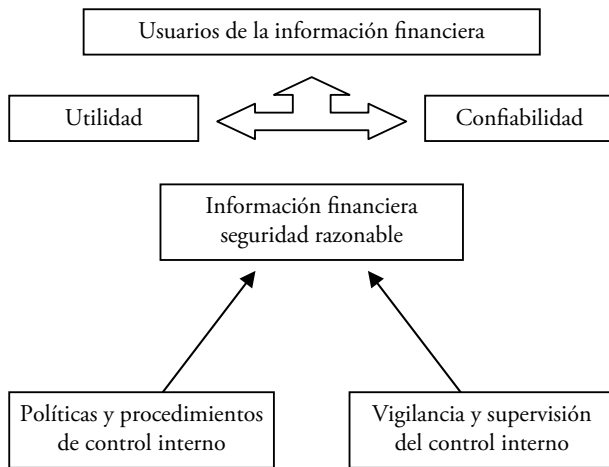 Usuarios de la información financiera
Utilidad
Confiabilidad
Información financiera
seguridad razonable
Políticas y procedimientos
de control interno
Vigilancia y supervisión
del control interno